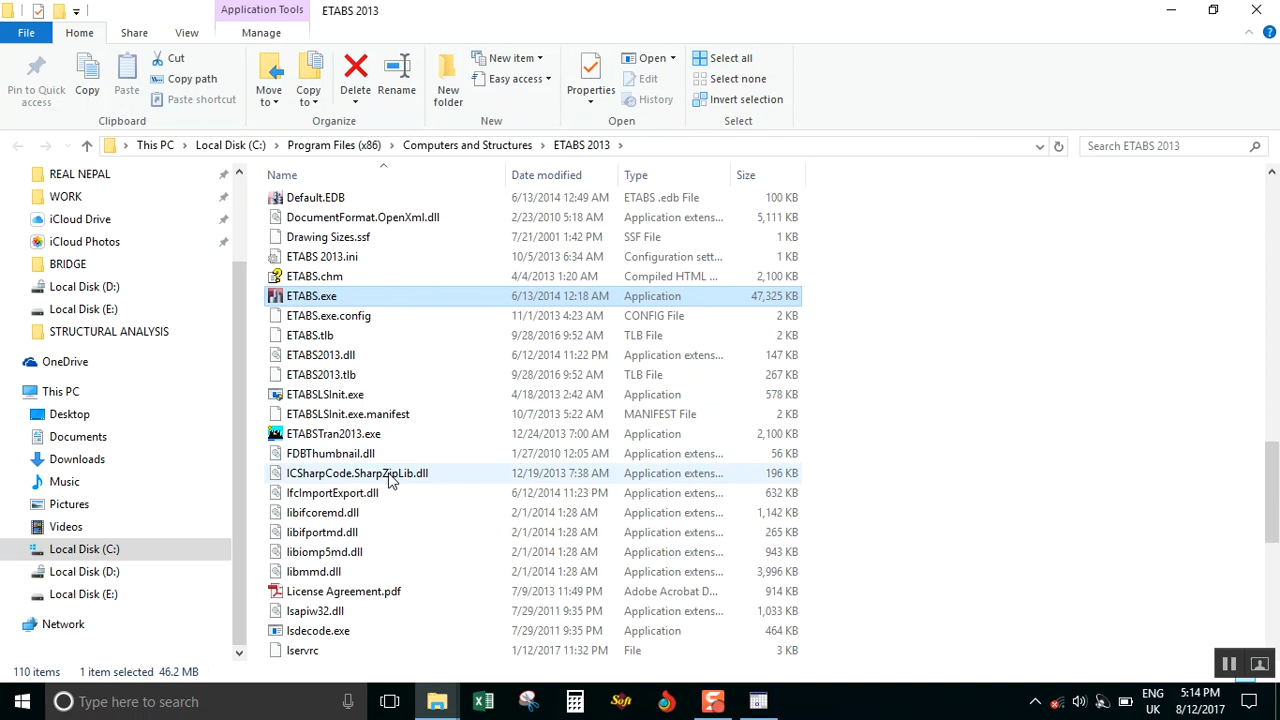 Application Tools ETABS 2013
File Home Share View Manage
Pin to Quick access Copy Paste Cut Copy path Paste shortcut Move to Copy to Delete Rename New folder New item Easy access Properties Open Edit History Select all Select none Invert selection
Clipboard Organize New Open Select
This PC Local Disk (C:) Program Files (x86) Computers and Structures ETABS 2013 Search ETABS 2013
Name Date modified Type Size
REAL NEPAL
WORK
iCloud Drive
iCloud Photos
BRIDGE
Local Disk (D:)
Local Disk (E:)
STRUCTURAL ANALYSIS
OneDrive
This PC
Desktop
Documents
Downloads
Music
Pictures
Videos
Local Disk (C:)
Local Disk (D:)
Local Disk (E:)
Network
Default.EDB 6/13/2014 12:49 AM ETABS .edb File 100 KB
DocumentFormat.OpenXml.dll 2/23/2010 5:18 AM Application extens... 5,111 KB
Drawing Sizes.ssf 7/21/2001 1:42 PM SSF File 1 KB
ETABS 2013.ini 10/5/2013 6:34 AM Configuration sett... 1 KB
ETABS.chm 4/4/2013 1:20 AM Compiled HTML ... 2,100 KB
ETABS.exe 6/13/2014 12:18 AM Application 47,325 KB
ETABS.exe.config 11/1/2013 4:23 AM CONFIG File 2 KB
ETABS.tlb 9/28/2016 9:52 AM TLB File 2 KB
ETABS2013.dll 6/12/2014 11:22 PM Application extens... 147 KB
ETABS2013.tlb 9/28/2016 9:52 AM TLB File 267 KB
ETABSLSInit.exe 4/18/2013 2:42 AM Application 578 KB
ETABSLSInit.exe.manifest 10/7/2013 5:22 AM MANIFEST File 2 KB
ETABSTran2013.exe 12/24/2013 7:00 AM Application 2,100 KB
FDBThumbnail.dll 1/27/2010 12:05 AM Application extens... 56 KB
ICSharpCode.SharpZipLib.dll 12/19/2013 7:38 AM Application extens... 196 KB
IfcImportExport.dll 6/12/2014 11:23 PM Application extens... 632 KB
libifcoremd.dll 2/1/2014 1:28 AM Application extens... 1,142 KB
libifportmd.dll 2/1/2014 1:28 AM Application extens... 265 KB
libiomp5md.dll 2/1/2014 1:28 AM Application extens... 943 KB
libmmd.dll 2/1/2014 1:28 AM Application extens... 3,996 KB
License Agreement.pdf 7/9/2013 11:49 PM Adobe Acrobat D... 914 KB
lsapiw32.dll 7/29/2011 9:35 PM Application extens... 1,033 KB
lsdecode.exe 7/29/2011 9:35 PM Application 464 KB
lservrc 1/12/2017 11:32 PM File 3 KB
110 items 1 item selected 46.2 MB
Type here to search Soft ENG 5:14 PM
UK 8/12/2017